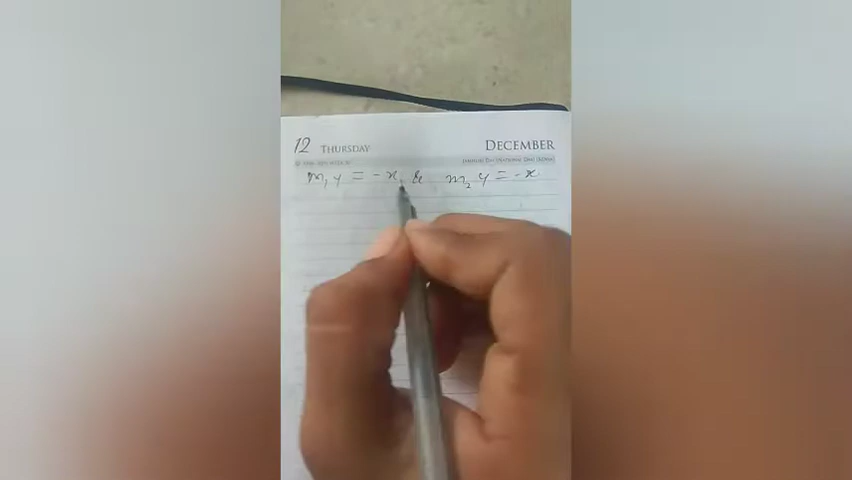 12 THURSDAY DECEMBER
m₁ y = - x, & m₂ y = - x